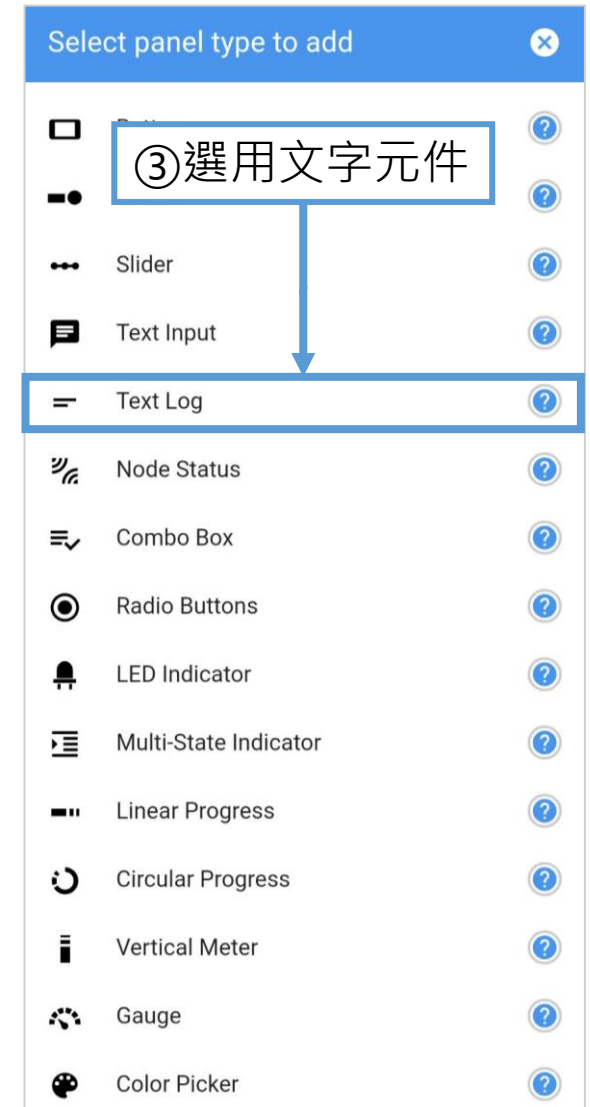 Select panel type to add
③選用文字元件
Slider
Text Input
Text Log
Node Status
Combo Box
Radio Buttons
LED Indicator
Multi-State Indicator
Linear Progress
Circular Progress
Vertical Meter
Gauge
Color Picker